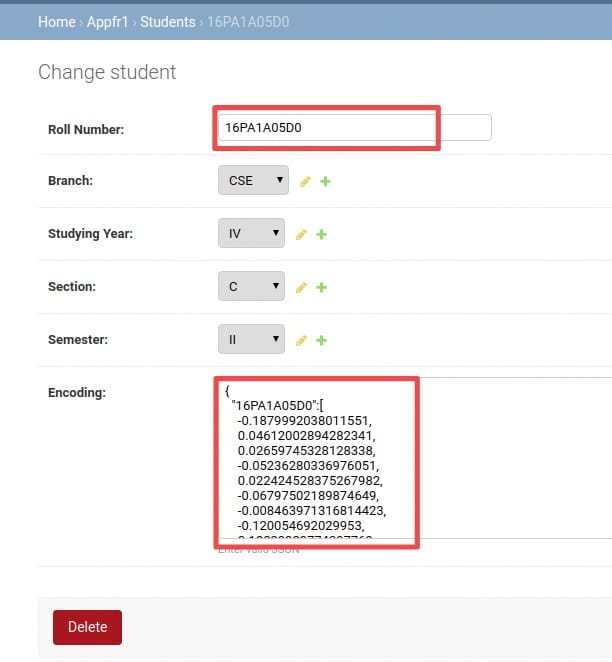 Home › Appfr1 › Students › 16PA1A05D0
Change student
Roll Number: 16PA1A05D0
Branch: CSE
Studying Year: IV
Section: C
Semester: II
Encoding: {
"16PA1A05D0":[
-0.1879992038011551,
0.04612002894282341,
0.02659745328128338,
-0.05236280336976051,
0.022424528375267982,
-0.06797502189874649,
-0.008463971316814423,
-0.120054692029953,
Enter valid JSON
Delete